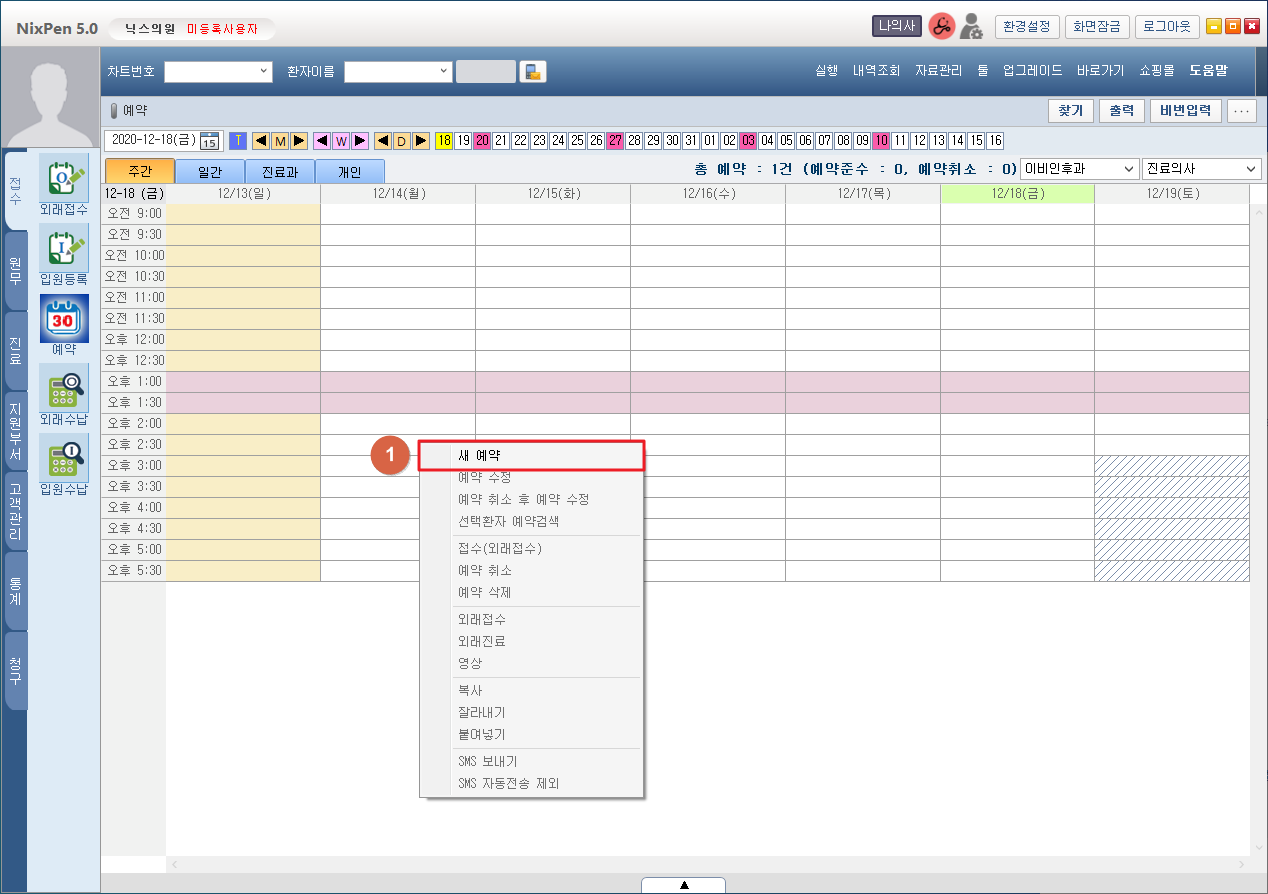 NixPen 5.0 닉스의원 미등록사용자 나의사 환경설정 화면잠금 로그아웃
차트번호 환자이름 실행 내역조회 자료관리 툴 업그레이드 바로가기 쇼핑몰 도움말
예약 찾기 출력 비번입력 ...
2020-12-18(금) 15 T ◀ M ▶ ◀ W ▶ ◀ D ▶ 18 19 20 21 22 23 24 25 26 27 28 29 30 31 01 02 03 04 05 06 07 08 09 10 11 12 13 14 15 16
주간 일간 진료과 개인 총 예약 : 1건 (예약준수 : 0, 예약취소 : 0) 이비인후과 진료의사
12-18 (금) 12/13(일) 12/14(월) 12/15(화) 12/16(수) 12/17(목) 12/18(금) 12/19(토)
접수
원무
진료
지원부서
고객관리
통계
청구
O
외래접수
I
입원등록
30
예약
O
외래수납
I
입원수납
오전 9:00
오전 9:30
오전 10:00
오전 10:30
오전 11:00
오전 11:30
오후 12:00
오후 12:30
오후 1:00
오후 1:30
오후 2:00
오후 2:30
오후 3:00
오후 3:30
오후 4:00
오후 4:30
오후 5:00
오후 5:30
1
새 예약
예약 수정
예약 취소 후 예약 수정
선택환자 예약검색
접수(외래접수)
예약 취소
예약 삭제
외래접수
외래진료
영상
복사
잘라내기
붙여넣기
SMS 보내기
SMS 자동전송 제외
▲